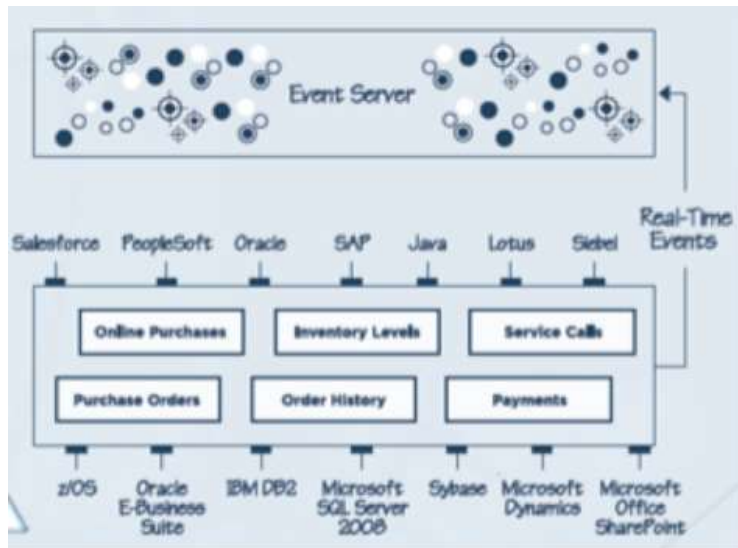 Event Server
Real-Time
Events
Salesforce PeopleSoft Oracle SAP Java Lotus Siebel
Online Purchases Inventory Levels Service Calls
Purchase Orders Order History Payments
z/OS Oracle IBM DB2 Microsoft Sybase Microsoft Microsoft
E-Business SQL Server Dynamics Office
Suite 2008 SharePoint